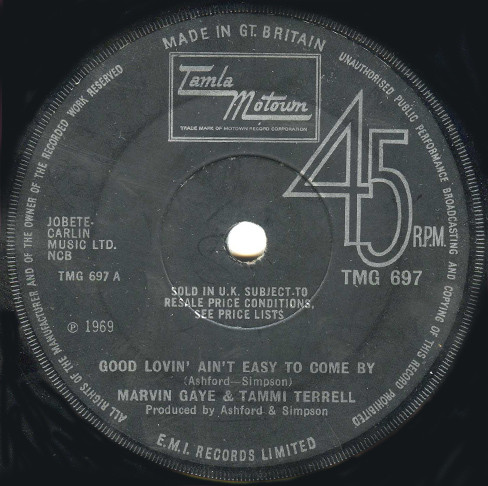 MADE IN GT. BRITAIN
UNAUTHORISED PUBLIC PERFORMANCE BROADCASTING AND COPYING OF THIS RECORD PROHIBITED
ALL RIGHTS OF THE MANUFACTURER AND OF THE OWNER OF THE RECORDED WORK RESERVED
Tamla
Motown
TRADE MARK OF MOTOWN RECORD CORPORATION
45
R.P.M.
TMG 697
JOBETE-
CARLIN
MUSIC LTD.
NCB
TMG 697 A
SOLD IN U.K. SUBJECT-TO
RESALE PRICE CONDITIONS,
SEE PRICE LISTS
℗ 1969
GOOD LOVIN' AIN'T EASY TO COME BY
(Ashford—Simpson)
MARVIN GAYE & TAMMI TERRELL
Produced by Ashford & Simpson
E.M.I. RECORDS LIMITED